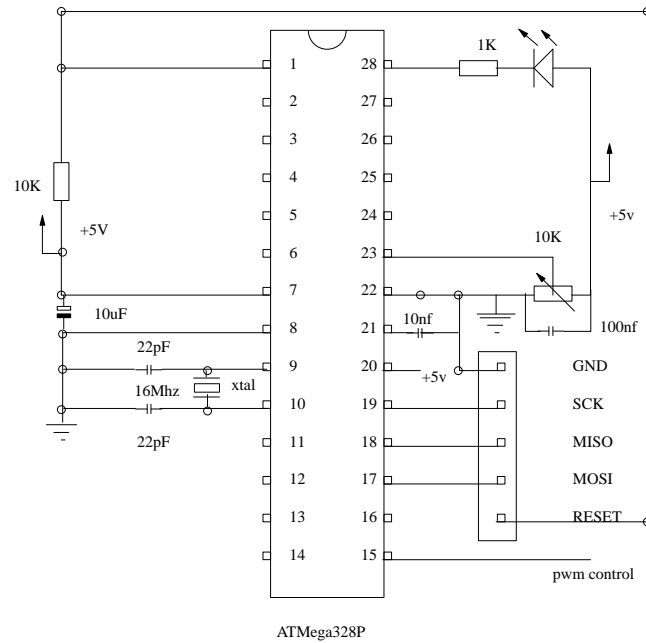 1K
1 28
2 27
3 26
4 25
10K
5 24
+5v
+5V
10K
6 23
7 22
10uF
10nf
100nf
8 21
22pF
9 20
+5v
GND
16Mhz
xtal
10 19
SCK
22pF
11 18
MISO
12 17
MOSI
13 16
RESET
14 15
pwm control
ATMega328P